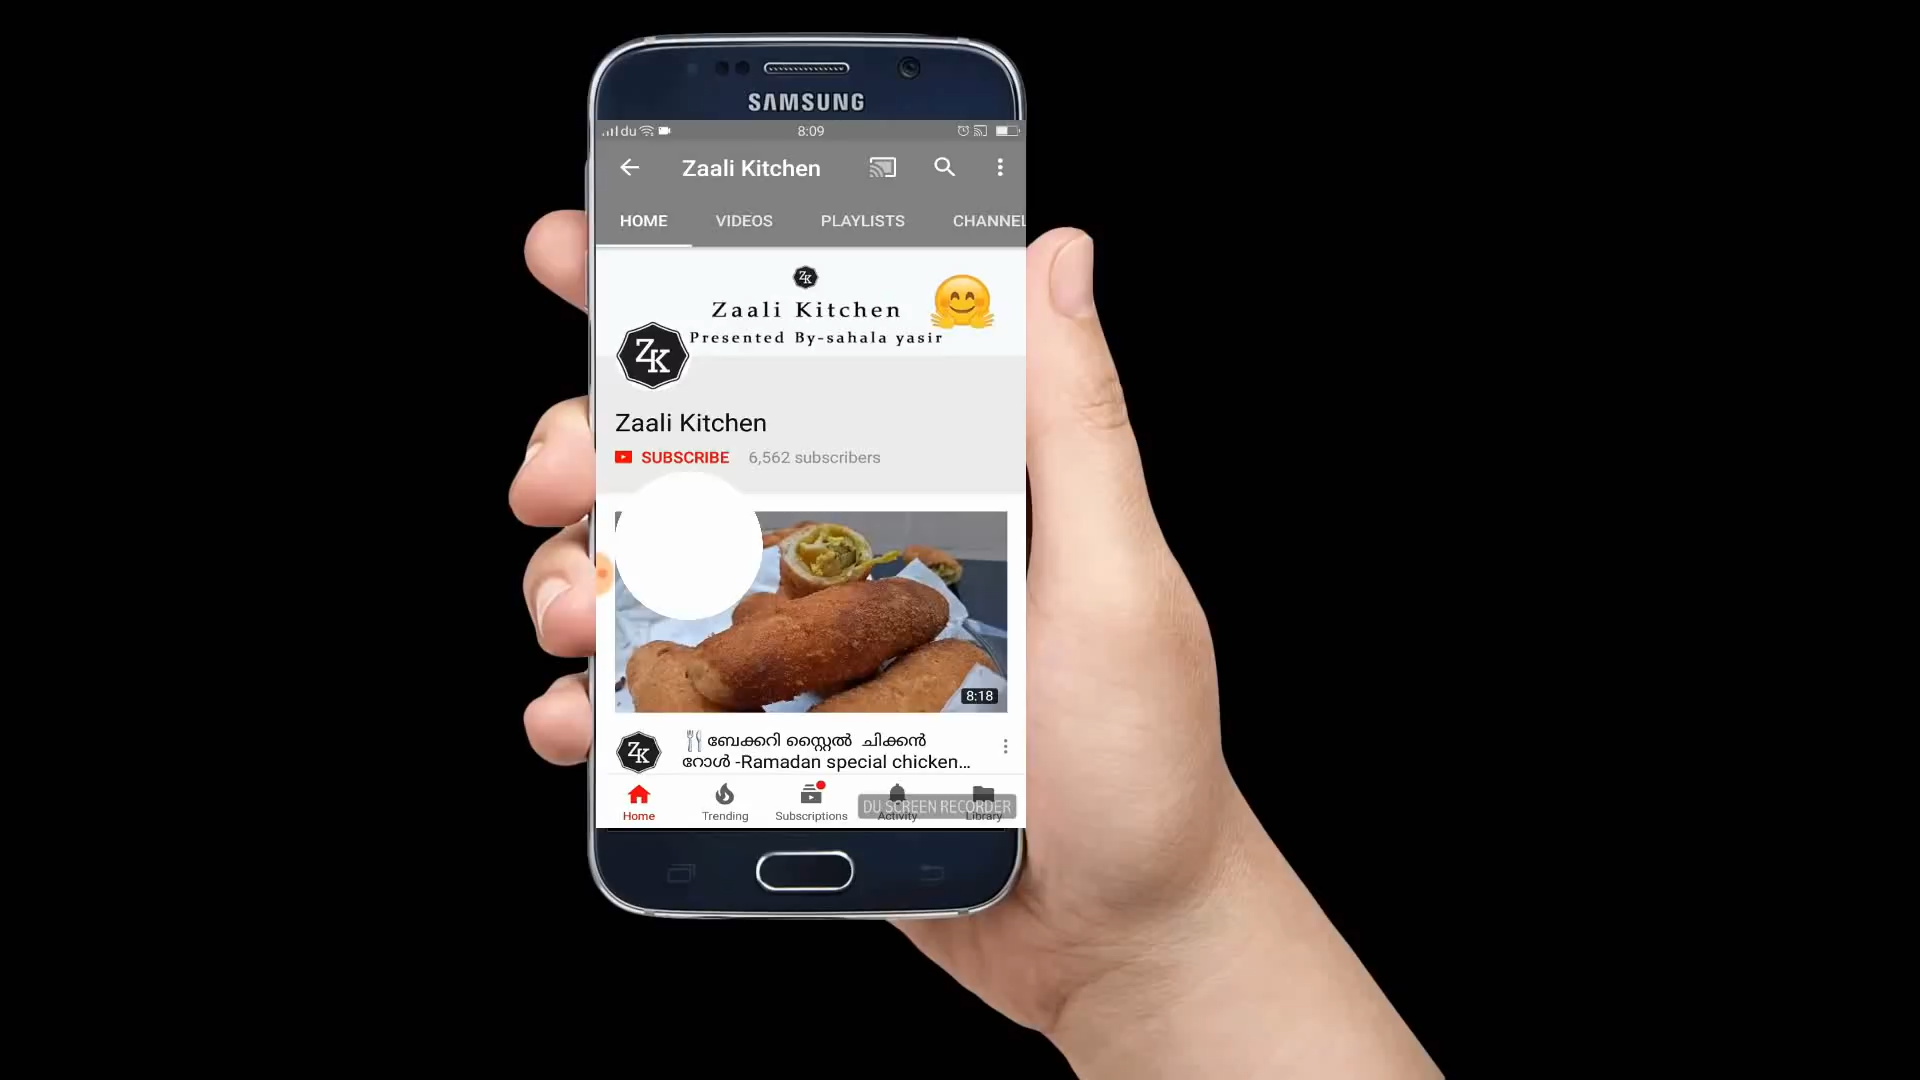 SAMSUNG
du 8:09
Zaali Kitchen
HOME VIDEOS PLAYLISTS CHANNEL
ZK
Zaali Kitchen
Presented By-sahala yasir
ZK
Zaali Kitchen
SUBSCRIBE 6,562 subscribers
8:18
ZK
ബേക്കറി സ്റ്റൈൽ ചിക്കൻ
റോൾ -Ramadan special chicken...
Home Trending Subscriptions Activity Library
DU SCREEN RECORDER